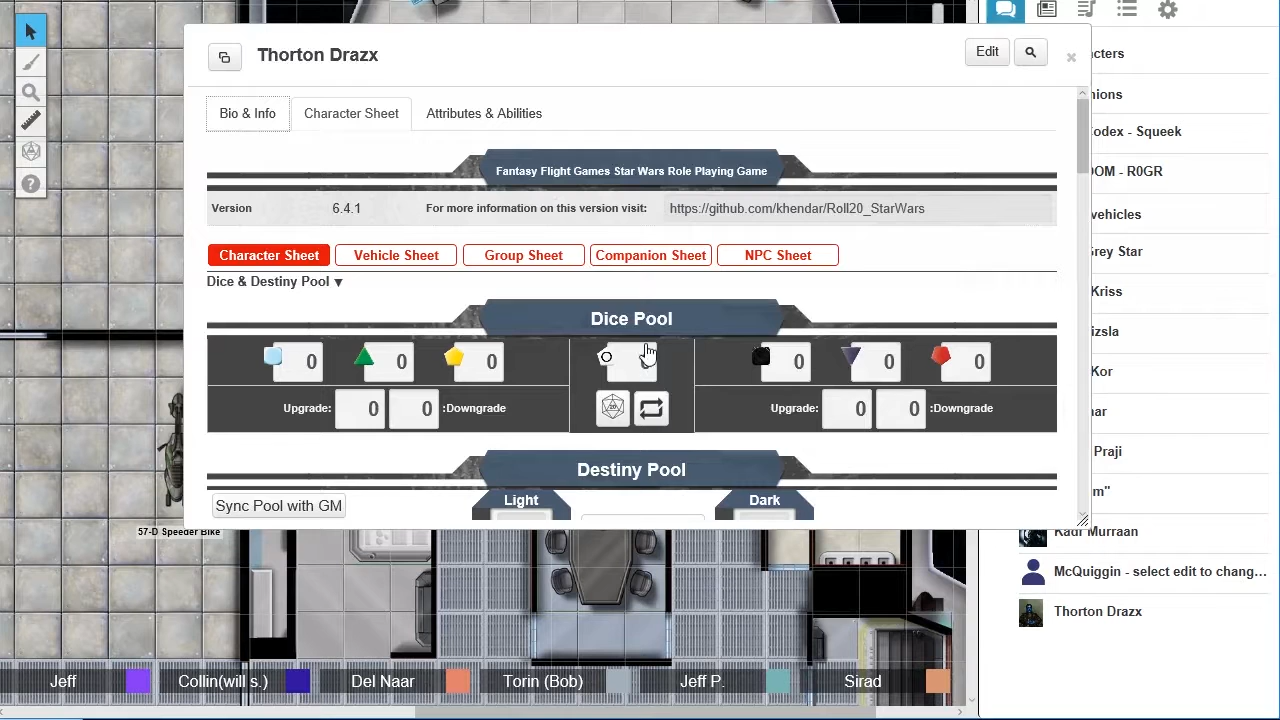 Thorton Drazx
Edit
Bio & Info
Character Sheet
Attributes & Abilities
Fantasy Flight Games Star Wars Role Playing Game
Version 6.4.1 For more information on this version visit: https://github.com/khendar/Roll20_StarWars
Character Sheet Vehicle Sheet Group Sheet Companion Sheet NPC Sheet
Dice & Destiny Pool ▼
Dice Pool
0 0 0 0 0 0
Upgrade: 0 0 :Downgrade Upgrade: 0 0 :Downgrade
Destiny Pool
Sync Pool with GM
Light
Dark
57-D Speeder Bike
Jeff
Collin(will s.)
Del Naar
Torin (Bob)
Jeff P.
Sirad
cters
nions
odex - Squeek
OM - R0GR
vehicles
rey Star
Kriss
izsla
Kor
nar
Praji
m"
Kadr Murraan
McQuiggin - select edit to chang...
Thorton Drazx